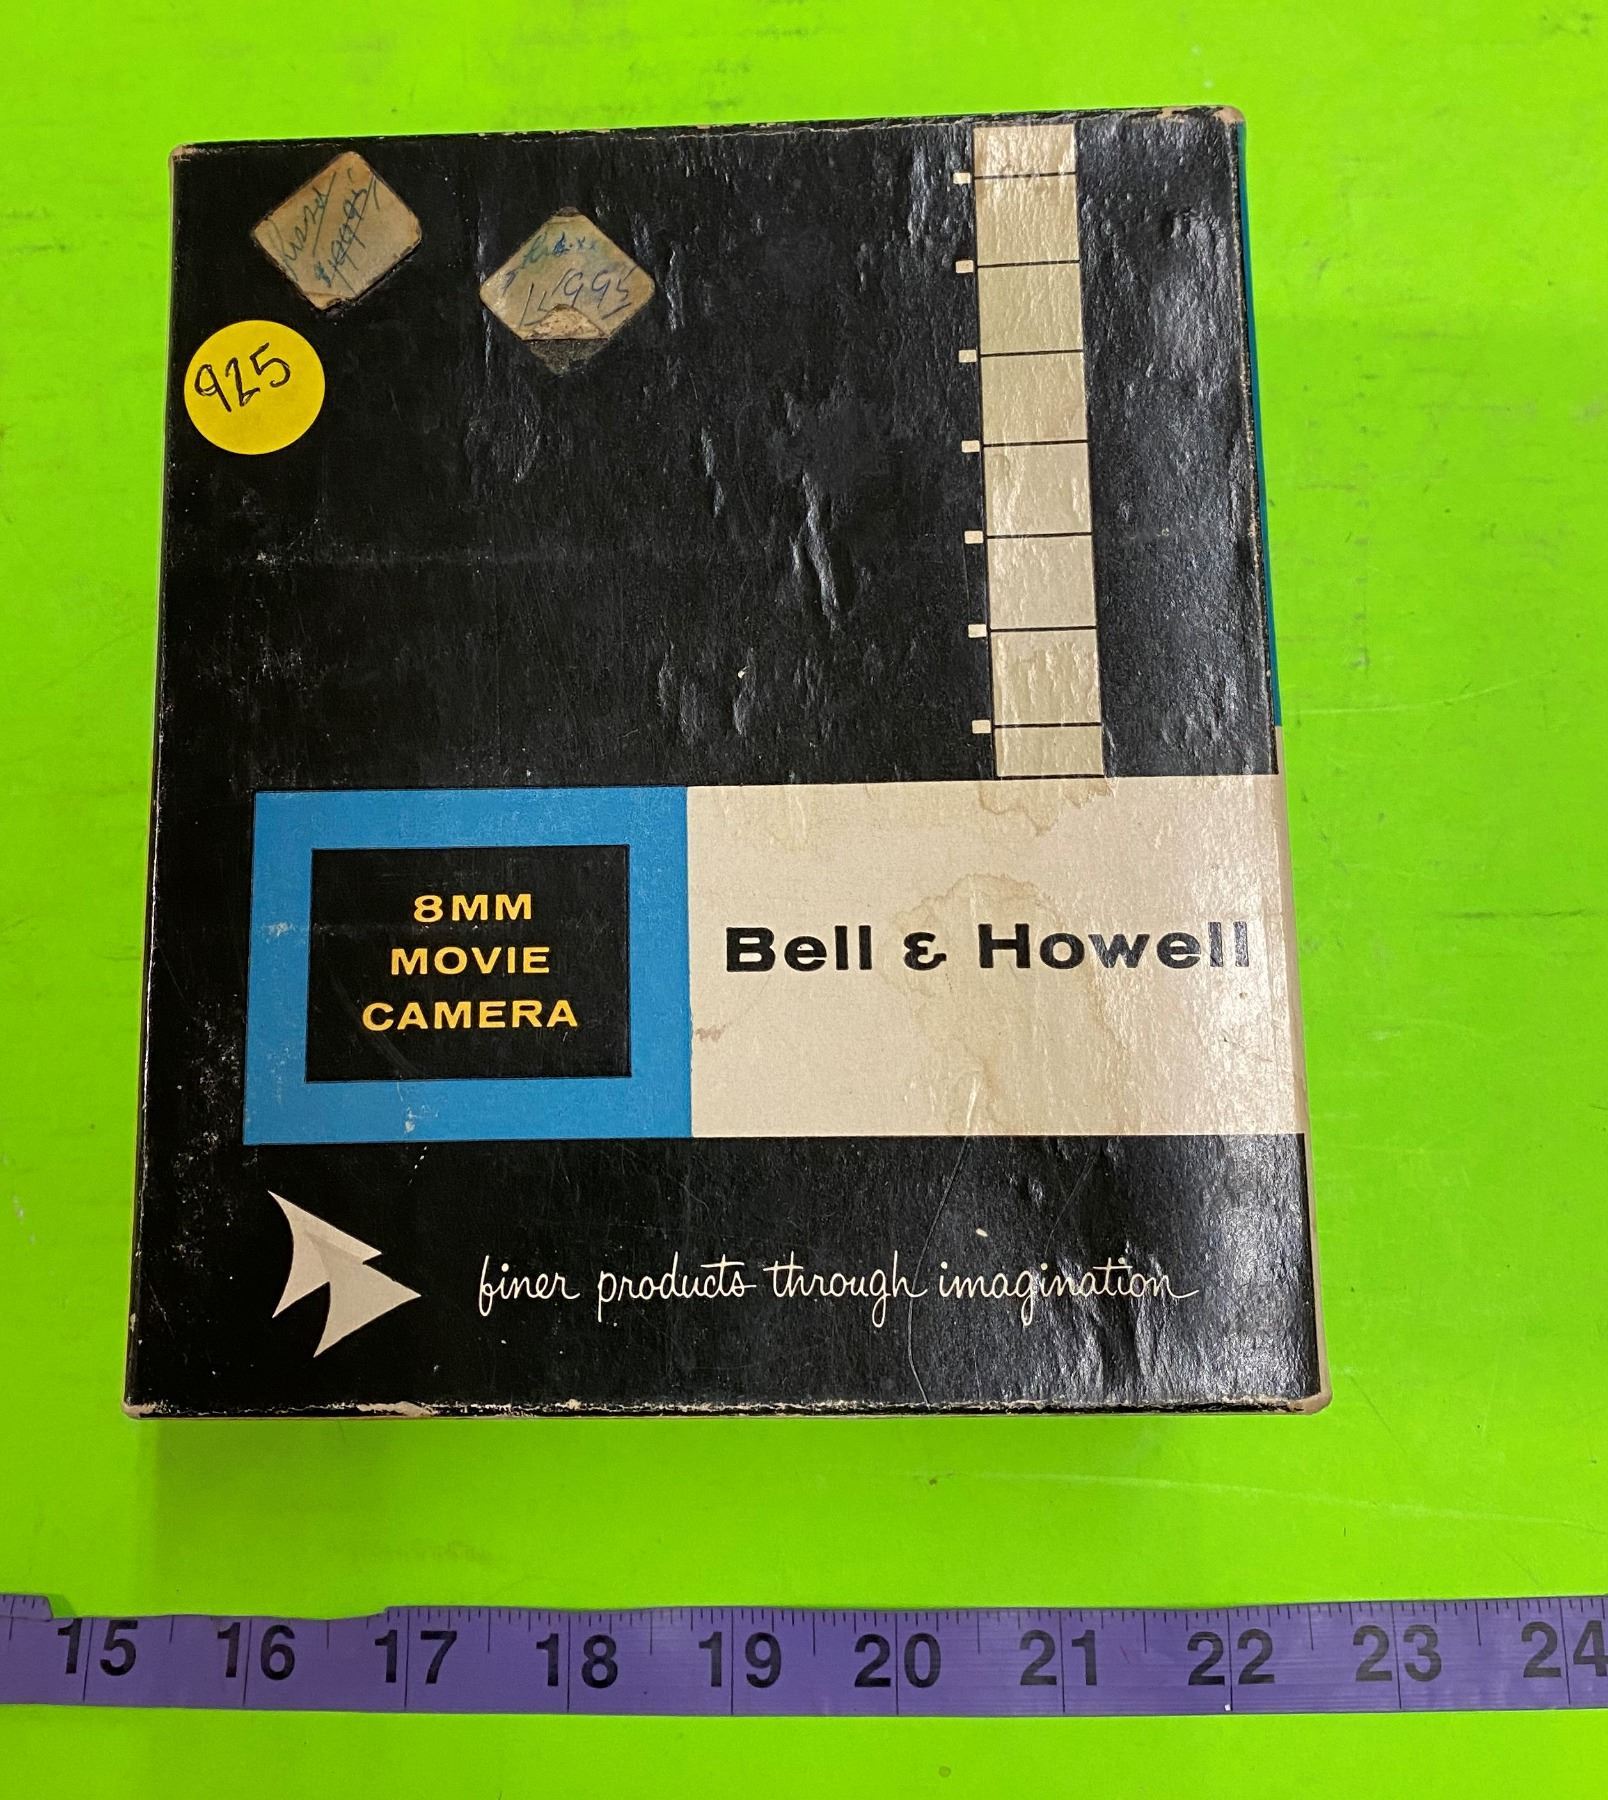 925
8MM
MOVIE
CAMERA
Bell & Howell
finer products through imagination
15 16 17 18 19 20 21 22 23 24